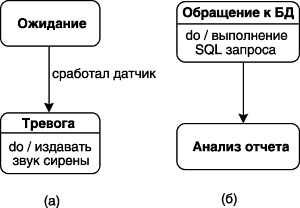 Ожидание
сработал датчик
Тревога
do / издавать
звук сирены
(а)
Обращение к БД
do / выполнение
SQL запроса
Анализ отчета
(б)